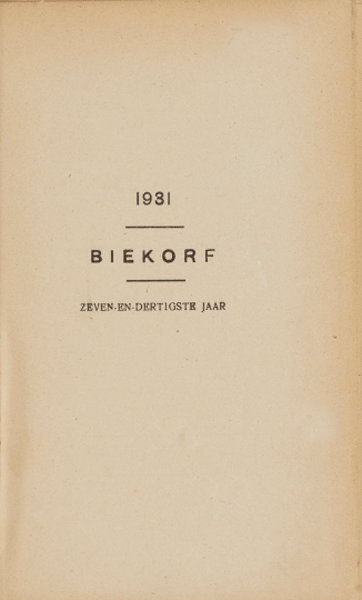 1931
BIEKORF
ZEVEN-EN-DERTIGSTE JAAR